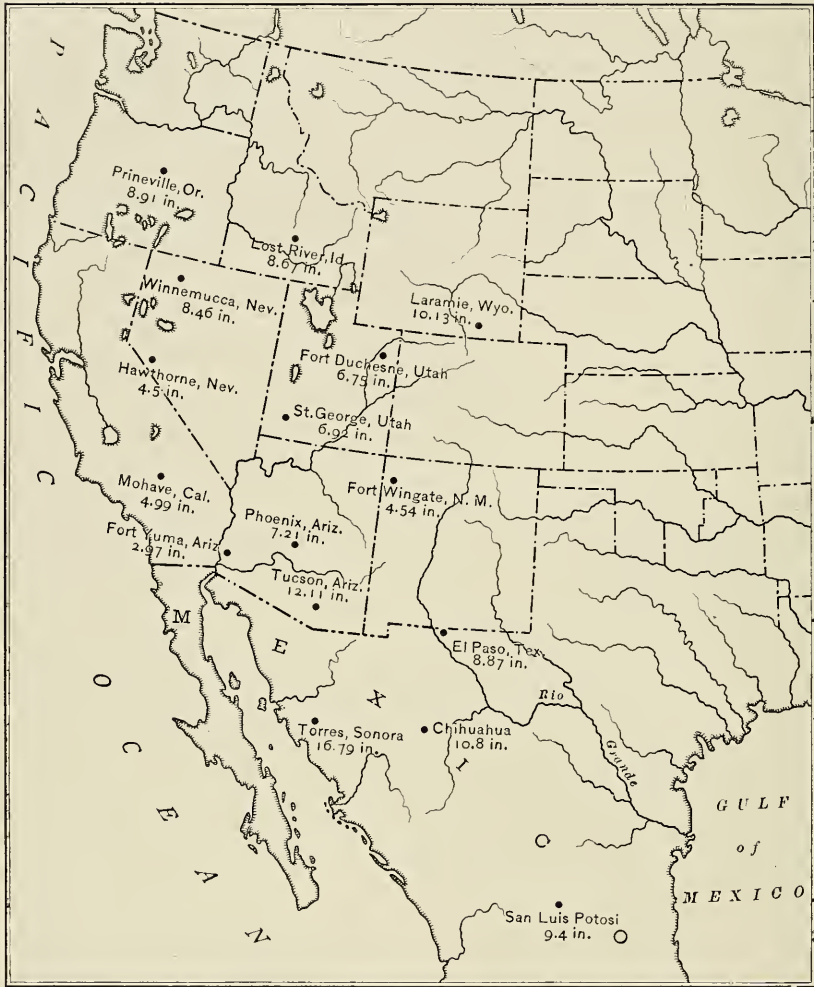 PACIFIC
OCEAN
Prineville, Or.
8.91 in.
Lost River, Id
8.67 in.
Winnemucca, Nev.
8.46 in.
Laramie, Wyo.
10.13 in.
Hawthorne, Nev.
4.5 in.
Fort Duchesne, Utah
6.75 in.
St. George, Utah
6.92 in.
Mohave, Cal.
4.99 in.
Fort Wingate, N. M.
4.54 in.
Phoenix, Ariz.
7.21 in.
Fort Yuma, Ariz
2.97 in.
Tucson, Ariz.
12.11 in.
MEXICO
El Paso, Tex.
8.87 in.
Rio
Grande
Torres, Sonora
16.79 in.
Chihuahua
10.8 in.
GULF
of
MEXICO
San Luis Potosi
9.4 in.